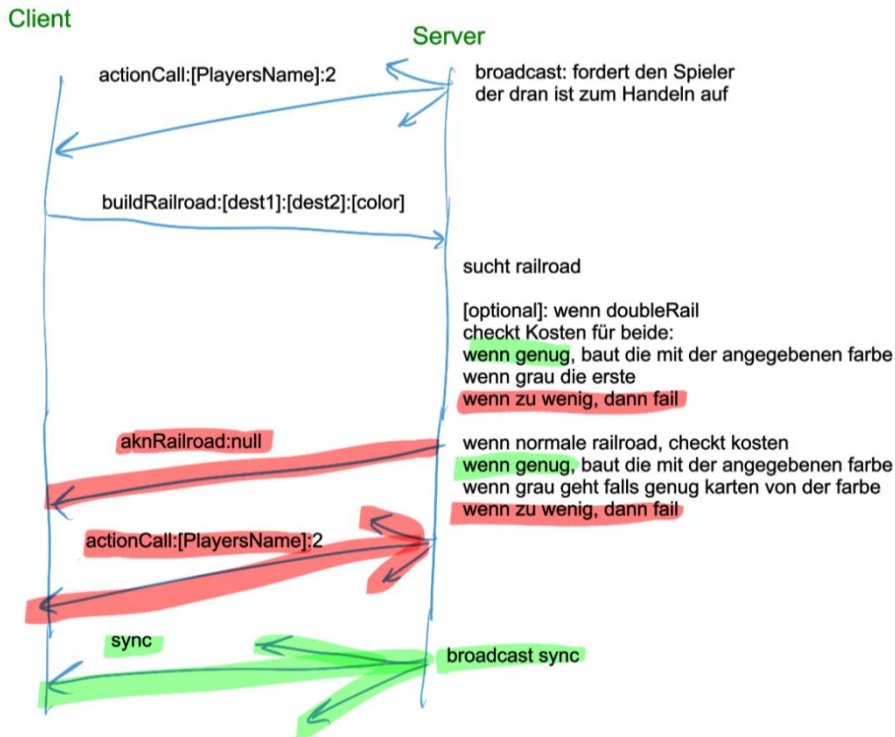 Client
Server
actionCall:[PlayersName]:2
broadcast: fordert den Spieler
der dran ist zum Handeln auf
buildRailroad:[dest1]:[dest2]:[color]
sucht railroad
[optional]: wenn doubleRail
checkt Kosten für beide:
wenn genug, baut die mit der angegebenen farbe
wenn grau die erste
wenn zu wenig, dann fail
aknRailroad:null
wenn normale railroad, checkt kosten
wenn genug, baut die mit der angegebenen farbe
wenn grau geht falls genug karten von der farbe
wenn zu wenig, dann fail
actionCall:[PlayersName]:2
sync
broadcast sync